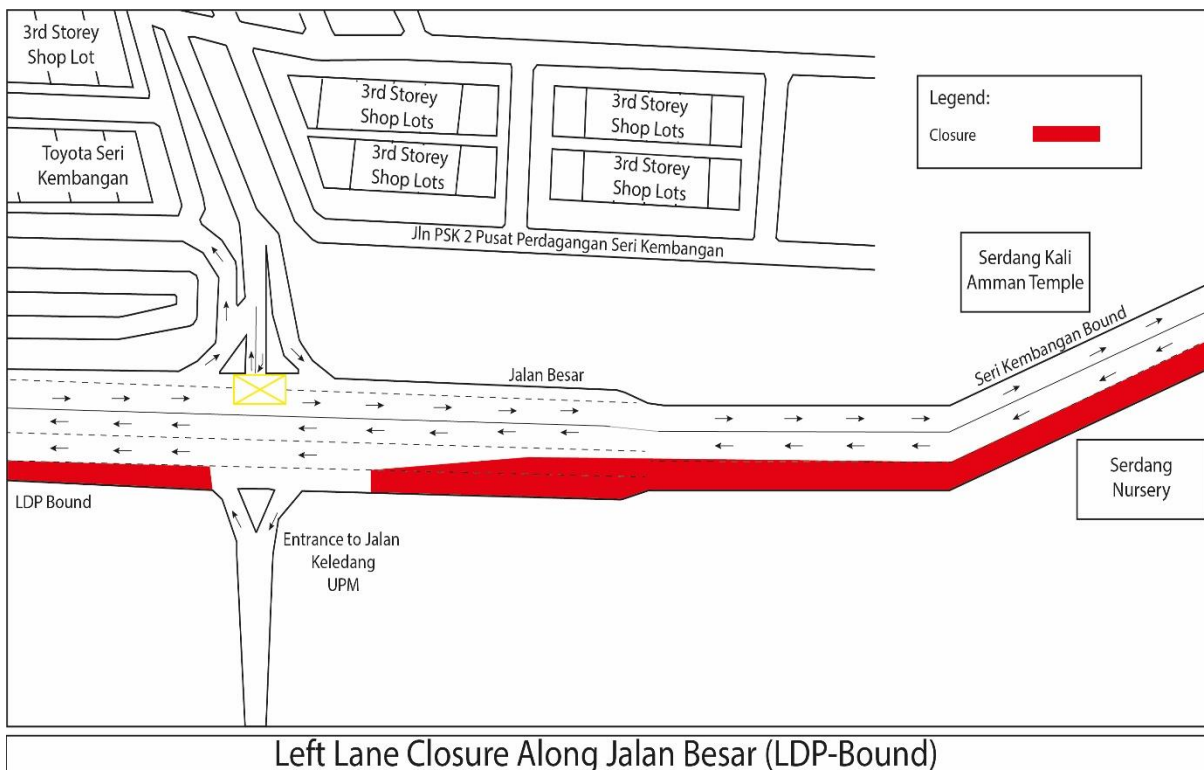 3rd Storey
Shop Lot
Toyota Seri
Kembangan
3rd Storey
Shop Lots
3rd Storey
Shop Lots
3rd Storey
Shop Lots
3rd Storey
Shop Lots
Jln PSK 2 Pusat Perdagangan Seri Kembangan
Legend:
Closure
Serdang Kali
Amman Temple
Seri Kembangan Bound
Jalan Besar
Serdang
Nursery
LDP Bound
Entrance to Jalan
Keledang
UPM
Left Lane Closure Along Jalan Besar (LDP-Bound)